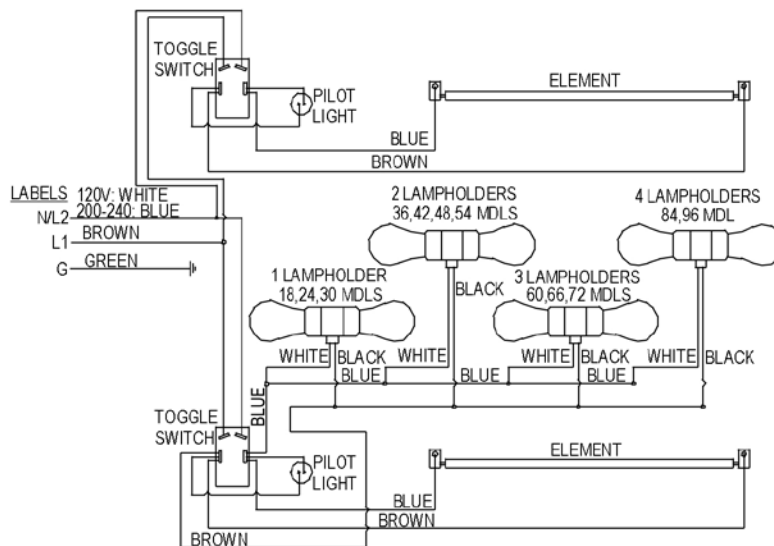 TOGGLE
SWITCH
PILOT
LIGHT
ELEMENT
BLUE
BROWN
LABELS
120V: WHITE
N/L2
200-240: BLUE
L1
BROWN
G
GREEN
2 LAMPHOLDERS
36,42,48,54 MDLS
4 LAMPHOLDERS
84,96 MDL
1 LAMPHOLDER
18,24,30 MDLS
BLACK
3 LAMPHOLDERS
60,66,72 MDLS
WHITE
BLACK
WHITE
WHITE
BLACK
WHITE
BLACK
BLUE
BLUE
BLUE
BLUE
TOGGLE
SWITCH
PILOT
LIGHT
ELEMENT
BLUE
BROWN
BROWN